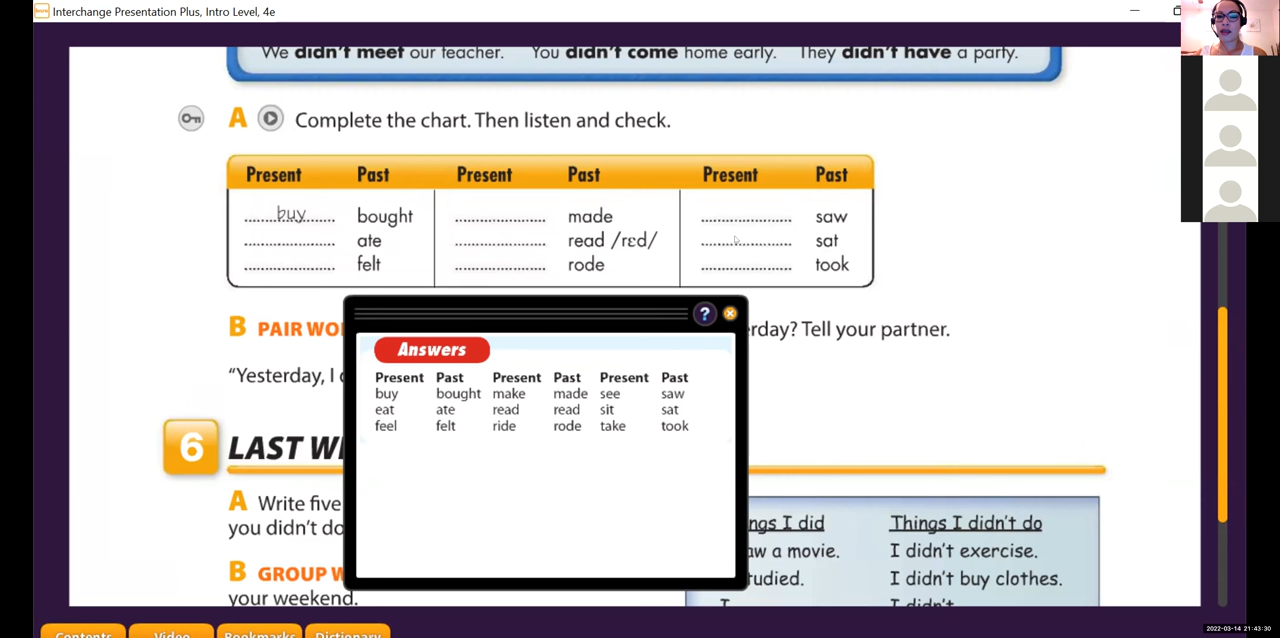 Interchange Presentation Plus, Intro Level, 4e
We didn't meet our teacher. You didn't come home early. They didn't have a party.
A Complete the chart. Then listen and check.
Present Past Present Past Present Past
buy bought made saw
ate read /rɛd/ sat
felt rode took
B PAIR WO rday? Tell your partner.
"Yesterday, I
?
Answers
Present Past Present Past Present Past
buy bought make made see saw
eat ate read read sit sat
feel felt ride rode take took
6 LAST W
A Write five
you didn't do
B GROUP W
your weekend.
ngs I did Things I didn't do
aw a movie. I didn't exercise.
tudied. I didn't buy clothes.
I I didn't
Contents Video Bookmarks Dictionary
2022-03-14 21:43:30